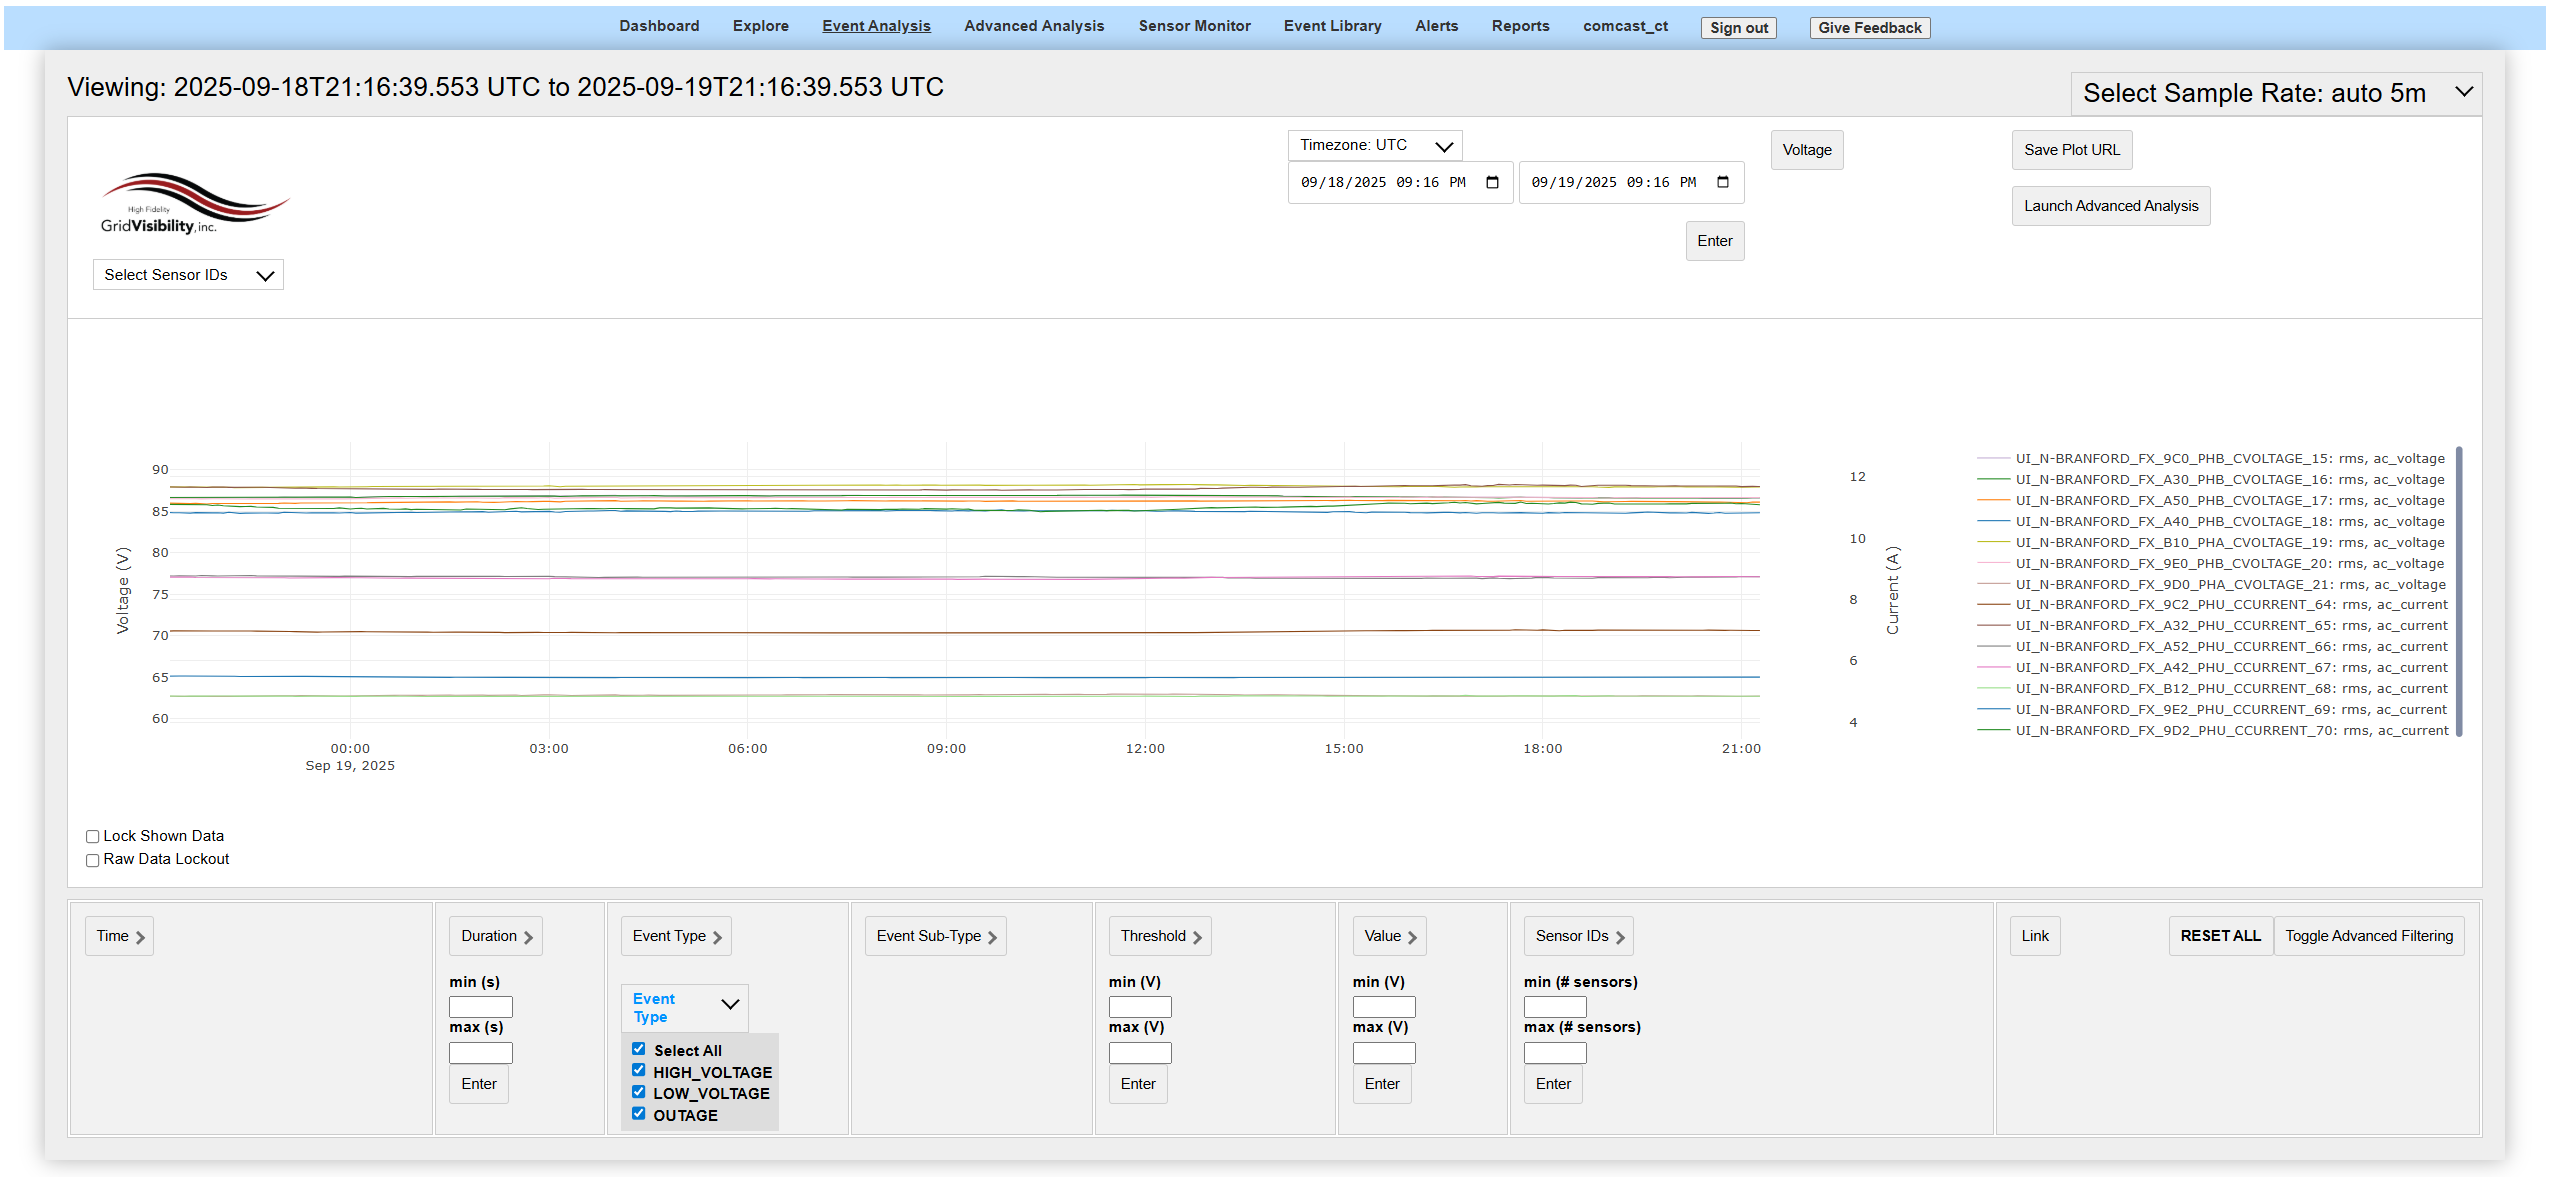 Dashboard Explore Event Analysis Advanced Analysis Sensor Monitor Event Library Alerts Reports comcast_ct Sign out Give Feedback
Viewing: 2025-09-18T21:16:39.553 UTC to 2025-09-19T21:16:39.553 UTC
Select Sample Rate: auto 5m
High Fidelity
GridVisibility, inc.
Select Sensor IDs
Timezone: UTC
09/18/2025 09:16 PM 09/19/2025 09:16 PM
Enter
Voltage
Save Plot URL
Launch Advanced Analysis
Voltage (V)
90
85
80
75
70
65
60
00:00 03:00 06:00 09:00 12:00 15:00 18:00 21:00
Sep 19, 2025
12
10
8
6
4
Current (A)
UI_N-BRANFORD_FX_9C0_PHB_CVOLTAGE_15: rms, ac_voltage
UI_N-BRANFORD_FX_A30_PHB_CVOLTAGE_16: rms, ac_voltage
UI_N-BRANFORD_FX_A50_PHB_CVOLTAGE_17: rms, ac_voltage
UI_N-BRANFORD_FX_A40_PHB_CVOLTAGE_18: rms, ac_voltage
UI_N-BRANFORD_FX_B10_PHA_CVOLTAGE_19: rms, ac_voltage
UI_N-BRANFORD_FX_9E0_PHB_CVOLTAGE_20: rms, ac_voltage
UI_N-BRANFORD_FX_9D0_PHA_CVOLTAGE_21: rms, ac_voltage
UI_N-BRANFORD_FX_9C2_PHU_CCURRENT_64: rms, ac_current
UI_N-BRANFORD_FX_A32_PHU_CCURRENT_65: rms, ac_current
UI_N-BRANFORD_FX_A52_PHU_CCURRENT_66: rms, ac_current
UI_N-BRANFORD_FX_A42_PHU_CCURRENT_67: rms, ac_current
UI_N-BRANFORD_FX_B12_PHU_CCURRENT_68: rms, ac_current
UI_N-BRANFORD_FX_9E2_PHU_CCURRENT_69: rms, ac_current
UI_N-BRANFORD_FX_9D2_PHU_CCURRENT_70: rms, ac_current
Lock Shown Data
Raw Data Lockout
Time
Duration
min (s)
max (s)
Enter
Event Type
Event
Type
Select All
HIGH_VOLTAGE
LOW_VOLTAGE
OUTAGE
Event Sub-Type
Threshold
min (V)
max (V)
Enter
Value
min (V)
max (V)
Enter
Sensor IDs
min (# sensors)
max (# sensors)
Enter
Link
RESET ALL
Toggle Advanced Filtering